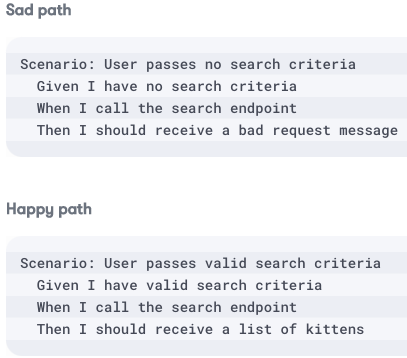 Sad path
Scenario: User passes no search criteria
Given I have no search criteria
When I call the search endpoint
Then I should receive a bad request message
Happy path
Scenario: User passes valid search criteria
Given I have valid search criteria
When I call the search endpoint
Then I should receive a list of kittens